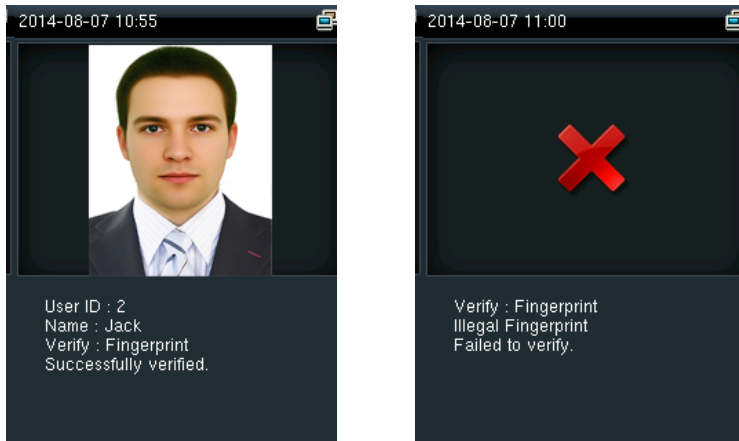 2014-08-07 10:55
User ID : 2
Name : Jack
Verify : Fingerprint
Successfully verified.
2014-08-07 11:00
Verify : Fingerprint
Illegal Fingerprint
Failed to verify.